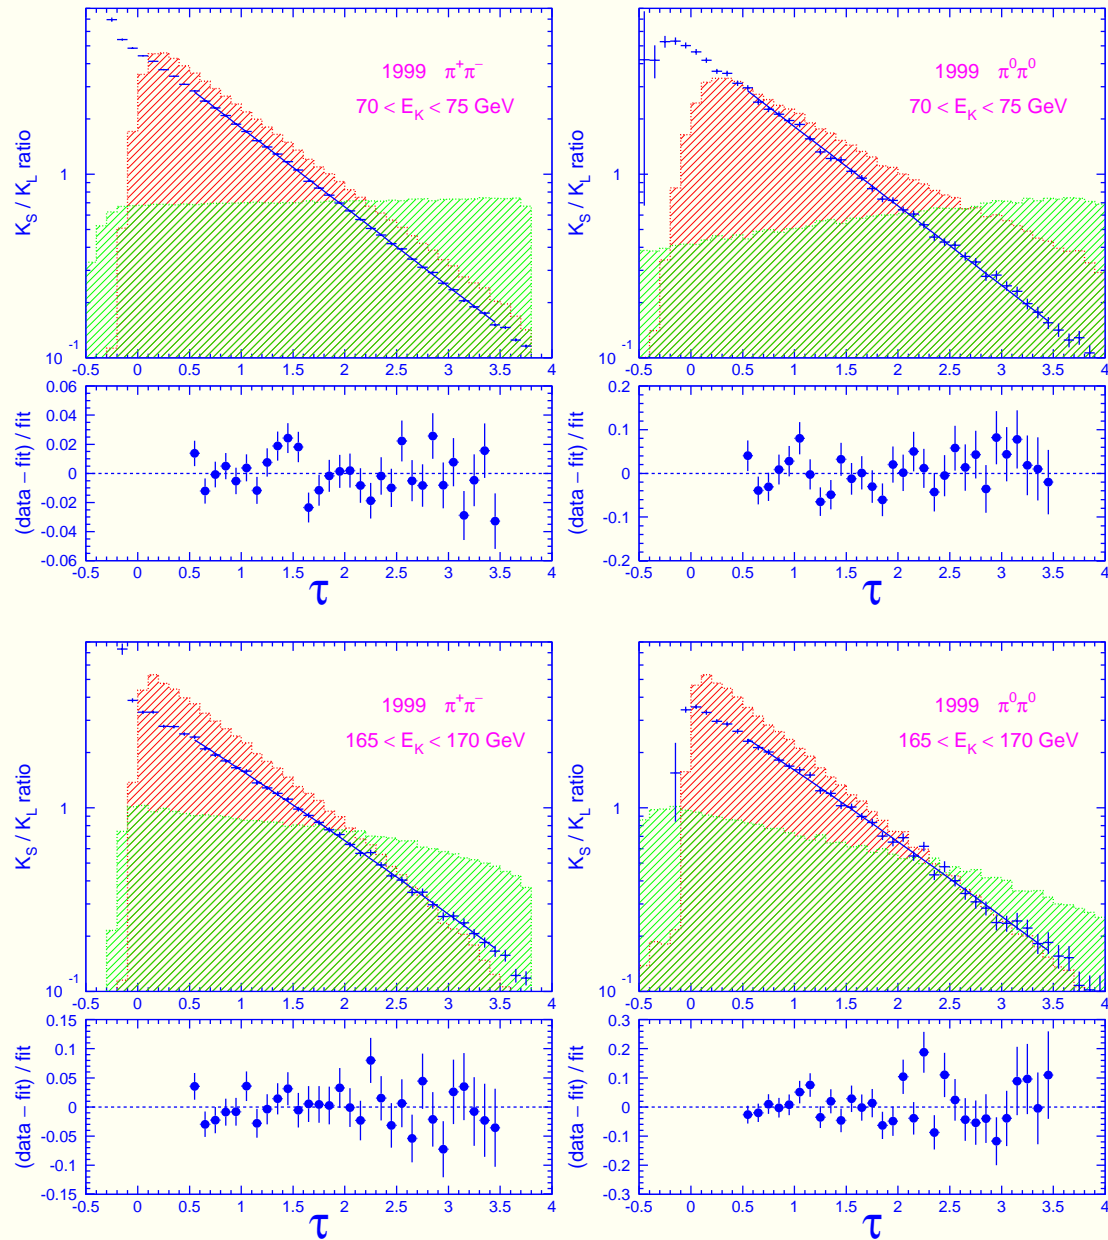 K_S / K_L ratio
1999 π⁺π⁻
70 < E_K < 75 GeV
1
10⁻¹
-0.5 0 0.5 1 1.5 2 2.5 3 3.5 4
K_S / K_L ratio
1999 π⁰π⁰
70 < E_K < 75 GeV
1
10⁻¹
-0.5 0 0.5 1 1.5 2 2.5 3 3.5 4
(data − fit) / fit
0.06
0.04
0.02
0
-0.02
-0.04
-0.06
-0.5 0 0.5 1 1.5 2 2.5 3 3.5 4
τ
(data − fit) / fit
0.2
0.1
0
-0.1
-0.2
-0.5 0 0.5 1 1.5 2 2.5 3 3.5 4
τ
K_S / K_L ratio
1999 π⁺π⁻
165 < E_K < 170 GeV
1
10⁻¹
-0.5 0 0.5 1 1.5 2 2.5 3 3.5 4
K_S / K_L ratio
1999 π⁰π⁰
165 < E_K < 170 GeV
1
10⁻¹
-0.5 0 0.5 1 1.5 2 2.5 3 3.5 4
(data − fit) / fit
0.15
0.1
0.05
0
-0.05
-0.1
-0.15
-0.5 0 0.5 1 1.5 2 2.5 3 3.5 4
τ
(data − fit) / fit
0.3
0.2
0.1
0
-0.1
-0.2
-0.3
-0.5 0 0.5 1 1.5 2 2.5 3 3.5 4
τ